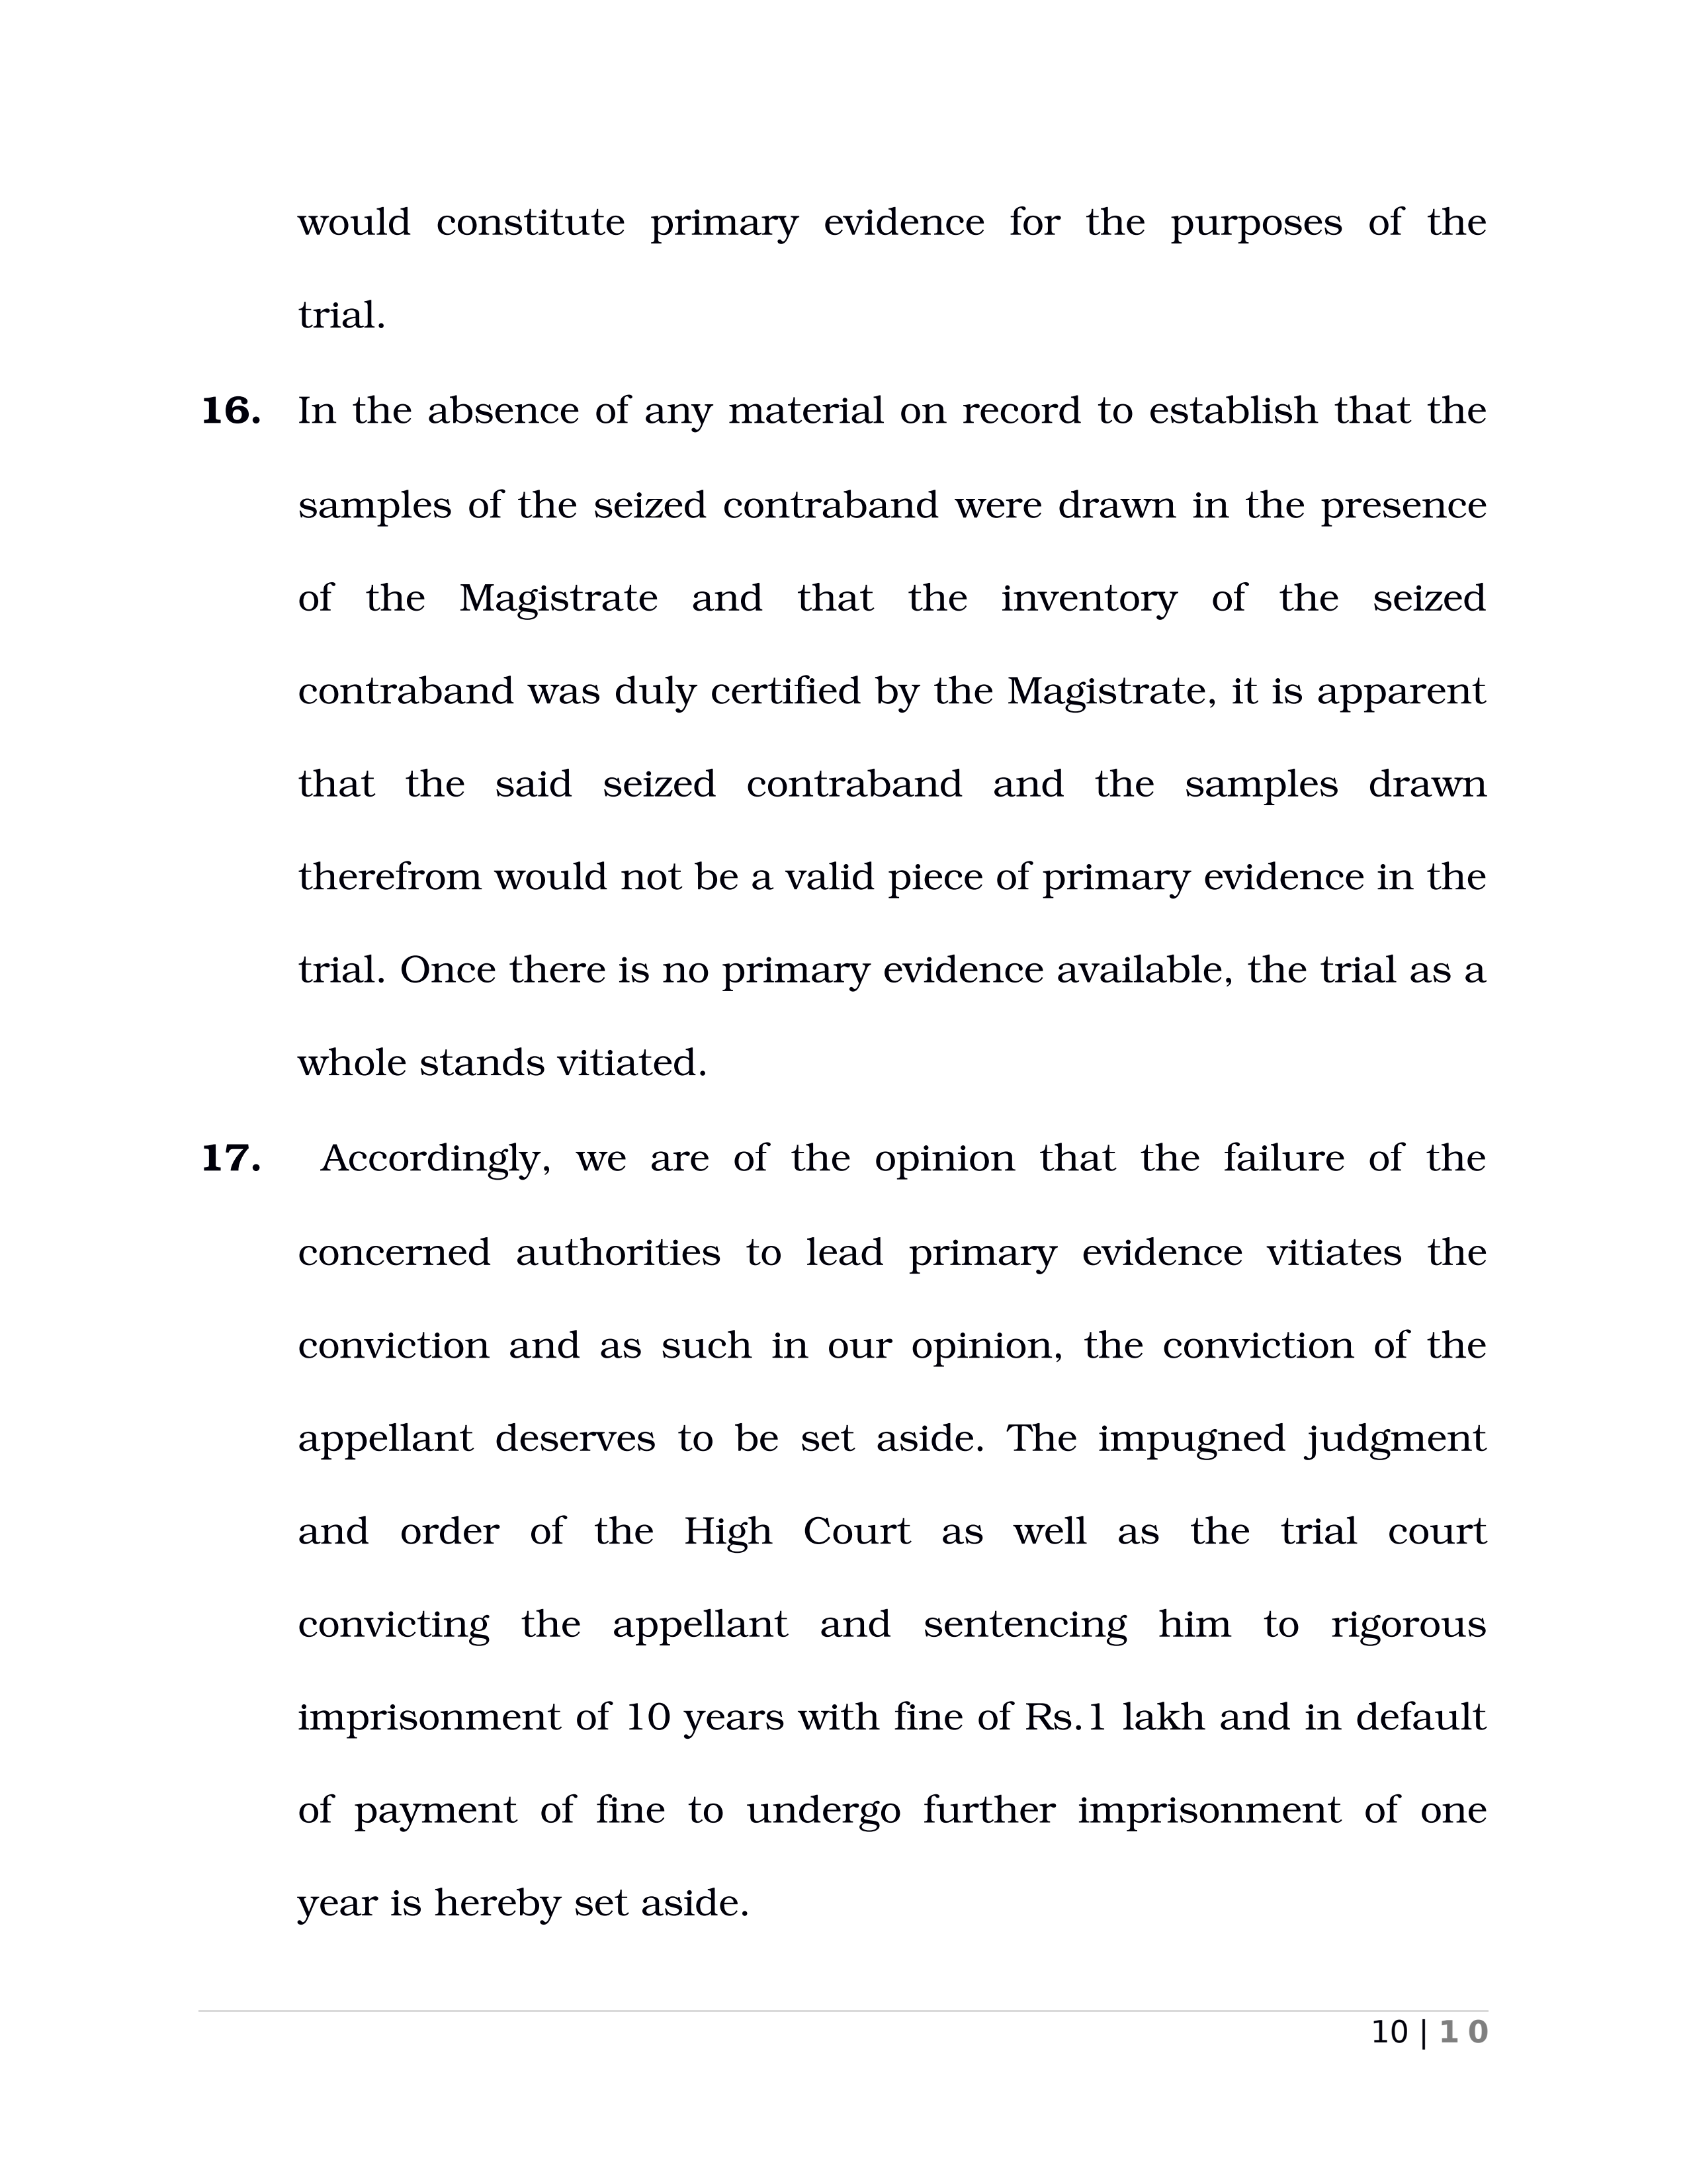 would constitute primary evidence for the purposes of the
trial.
16. In the absence of any material on record to establish that the
samples of the seized contraband were drawn in the presence
of the Magistrate and that the inventory of the seized
contraband was duly certified by the Magistrate, it is apparent
that the said seized contraband and the samples drawn
therefrom would not be a valid piece of primary evidence in the
trial. Once there is no primary evidence available, the trial as a
whole stands vitiated.
17. Accordingly, we are of the opinion that the failure of the
concerned authorities to lead primary evidence vitiates the
conviction and as such in our opinion, the conviction of the
appellant deserves to be set aside. The impugned judgment
and order of the High Court as well as the trial court
convicting the appellant and sentencing him to rigorous
imprisonment of 10 years with fine of Rs.1 lakh and in default
of payment of fine to undergo further imprisonment of one
year is hereby set aside.
10 | 1 0